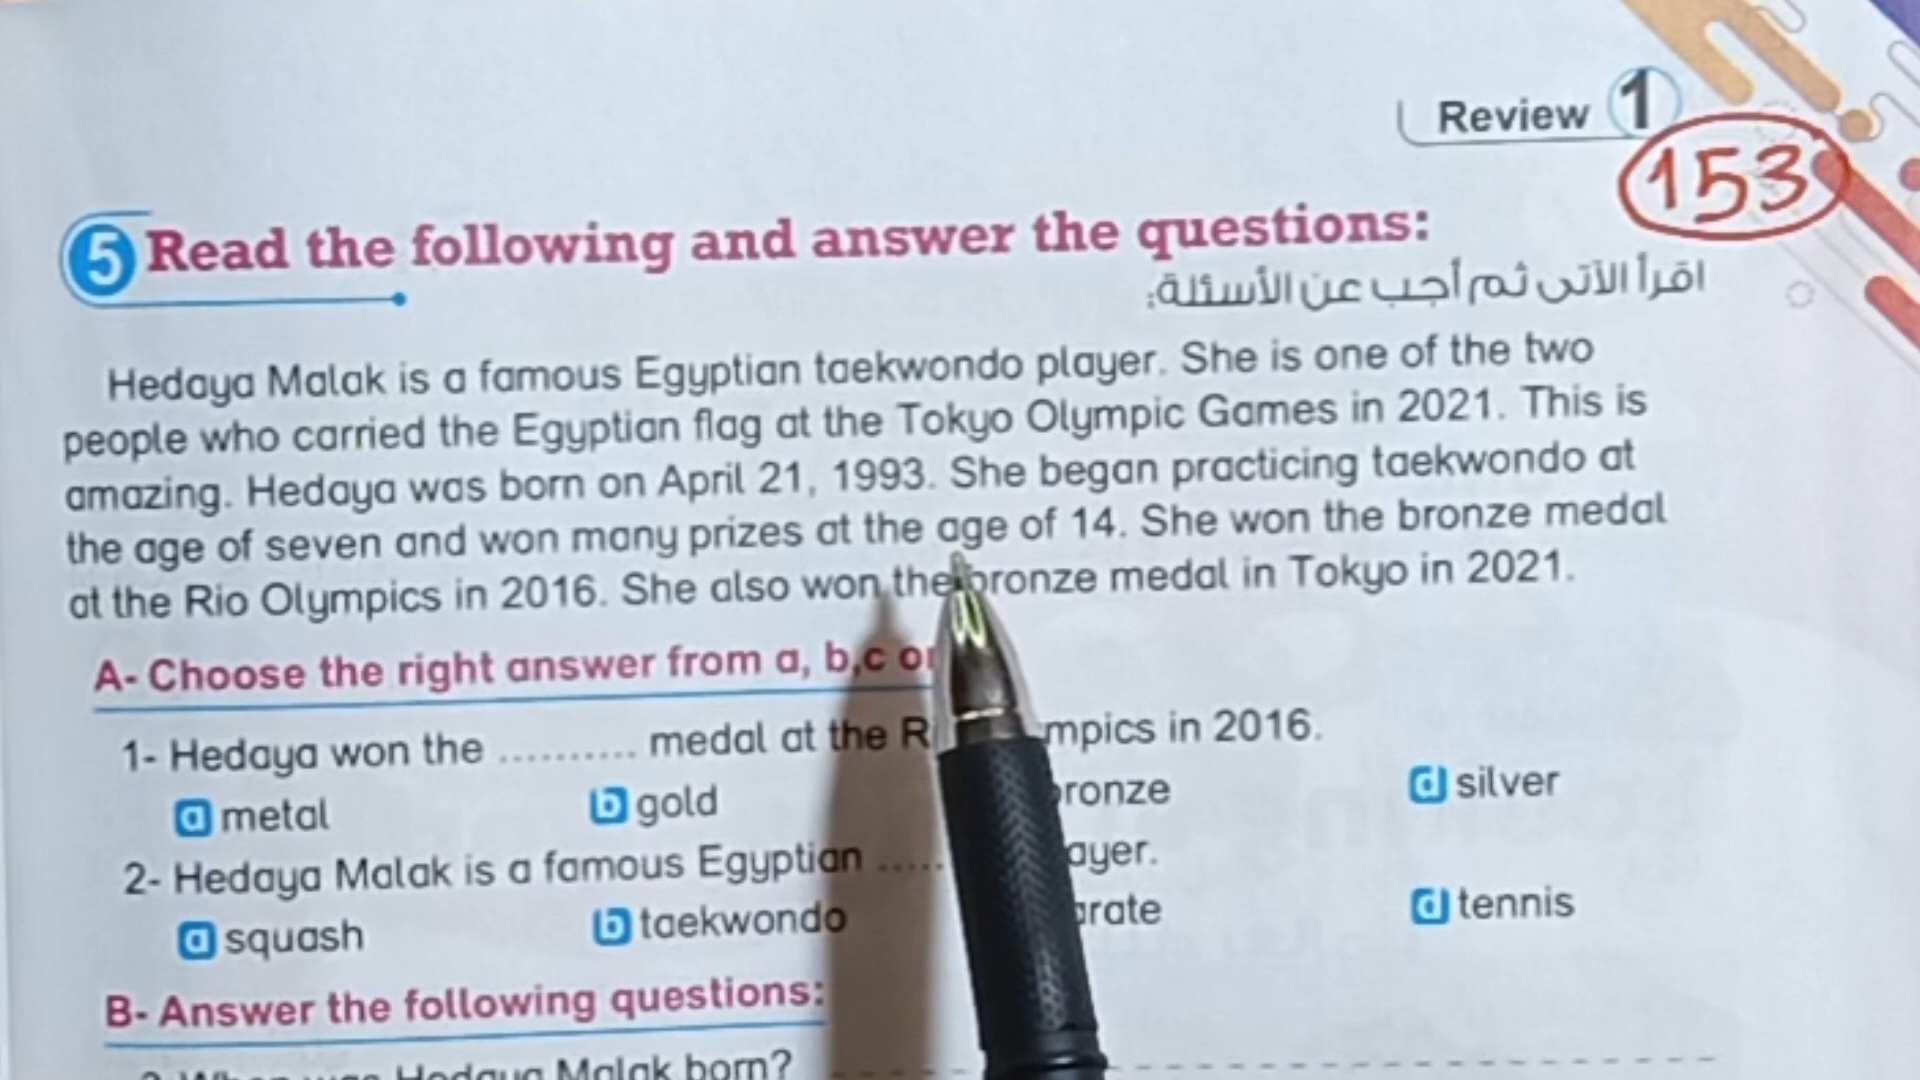 Review 1
153
5 Read the following and answer the questions:
اقرأ الآتى ثم أجب عن الأسئلة:
Hedaya Malak is a famous Egyptian taekwondo player. She is one of the two
people who carried the Egyptian flag at the Tokyo Olympic Games in 2021. This is
amazing. Hedaya was born on April 21, 1993. She began practicing taekwondo at
the age of seven and won many prizes at the age of 14. She won the bronze medal
at the Rio Olympics in 2016. She also won the bronze medal in Tokyo in 2021.
A- Choose the right answer from a, b,c
1- Hedaya won the .......... medal at the mpics in 2016.
a metal b gold ronze d silver
2- Hedaya Malak is a famous Egyptian ..... ayer.
a squash b taekwondo arate d tennis
B- Answer the following questions:
When was Hedaya Malak born?